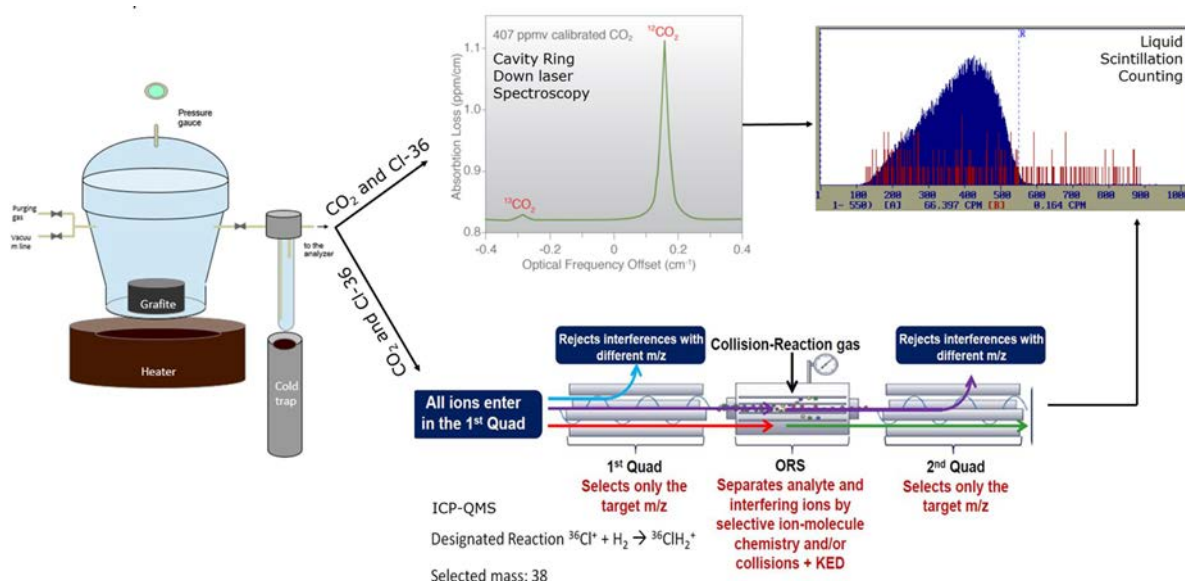 Pressure
gauce
Purging
gas
Vacuu
m line
to the
analyzer
Grafite
Heater
Cold
trap
CO₂ and Cl-36
CO₂ and Cl-36
407 ppmv calibrated CO₂
Cavity Ring
Down laser
Spectroscopy
¹²CO₂
¹³CO₂
Absorbtion Loss (ppm/cm)
1.1
1.0
0.9
0.8
-0.4 -0.2 0 0.2 0.4
Optical Frequency Offset (cm⁻¹)
Liquid
Scintillation
Counting
R
1 100 200 300 400 500 600 700 800 900 1000
1- 550) [A] 66.397 CPM [B] 0.164 CPM
Rejects interferences with
different m/z
Collision-Reaction gas
Rejects interferences with
different m/z
All ions enter
in the 1st Quad
1st Quad
Selects only the
target m/z
ORS
Separates analyte and
interfering ions by
selective ion-molecule
chemistry and/or
collisions + KED
2nd Quad
Selects only the
target m/z
ICP-QMS
Designated Reaction ³⁶Cl⁺ + H₂ → ³⁶ClH₂⁺
Selected mass: 38